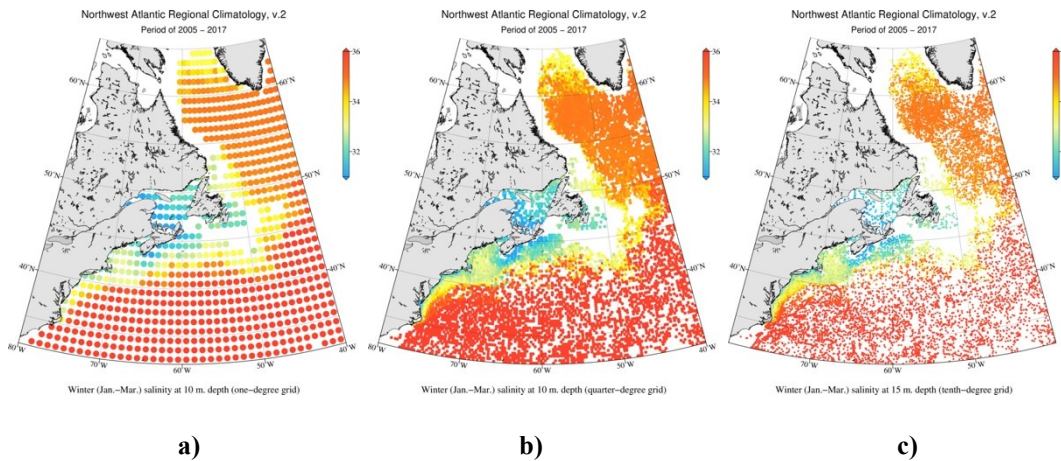 Northwest Atlantic Regional Climatology, v.2
Period of 2005 − 2017
36
34
32
60°N
50°N
40°N
80°W
70°W
60°W
50°W
40°W
Winter (Jan.−Mar.) salinity at 10 m. depth (one−degree grid)
a)
Northwest Atlantic Regional Climatology, v.2
Period of 2005 − 2017
36
34
32
60°N
50°N
40°N
80°W
70°W
60°W
50°W
40°W
Winter (Jan.−Mar.) salinity at 10 m. depth (quarter−degree grid)
b)
Northwest Atlantic Regional Climatology, v.2
Period of 2005 − 2017
60°N
50°N
40°N
80°W
70°W
60°W
50°W
40°W
Winter (Jan.−Mar.) salinity at 15 m. depth (tenth−degree grid)
c)